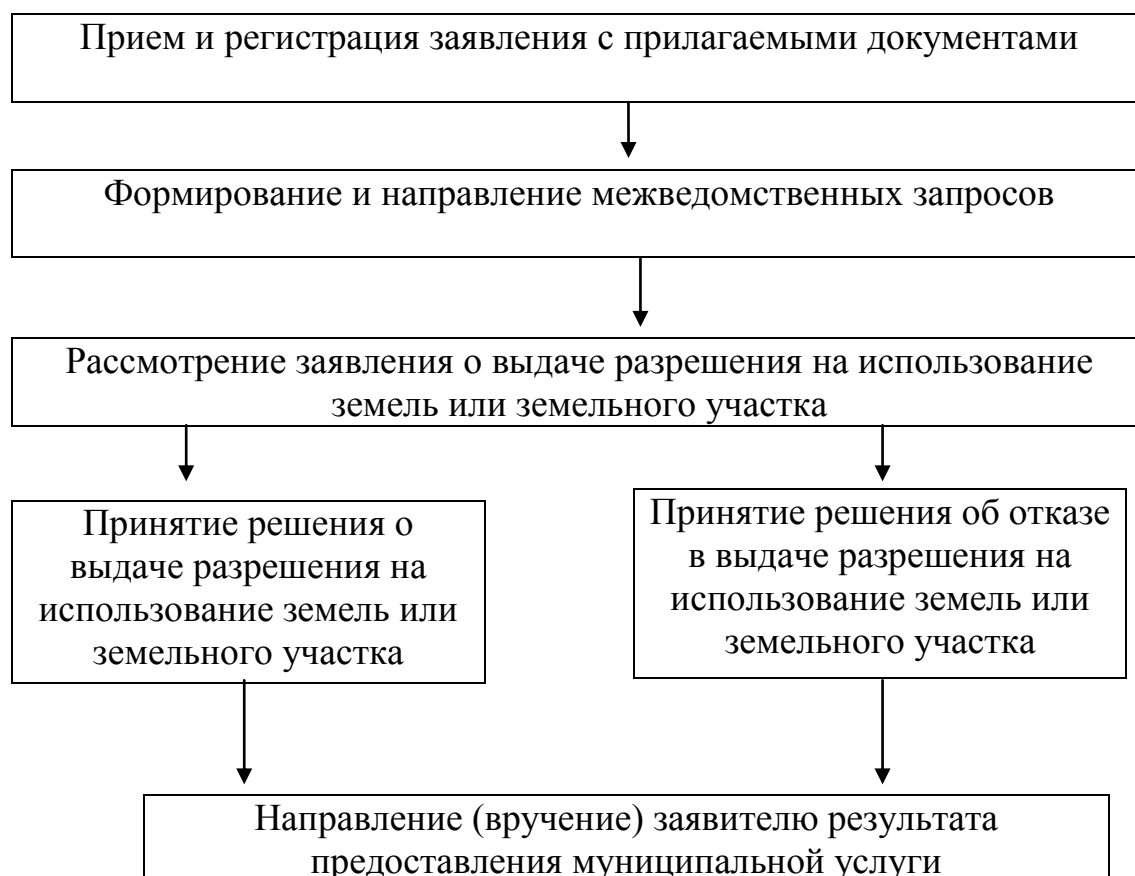 Прием и регистрация заявления с прилагаемыми документами
Формирование и направление межведомственных запросов
Рассмотрение заявления о выдаче разрешения на использование
земель или земельного участка
Принятие решения о
выдаче разрешения на
использование земель или
земельного участка
Принятие решения об отказе
в выдаче разрешения на
использование земель или
земельного участка
Направление (вручение) заявителю результата
предоставления муниципальной услуги